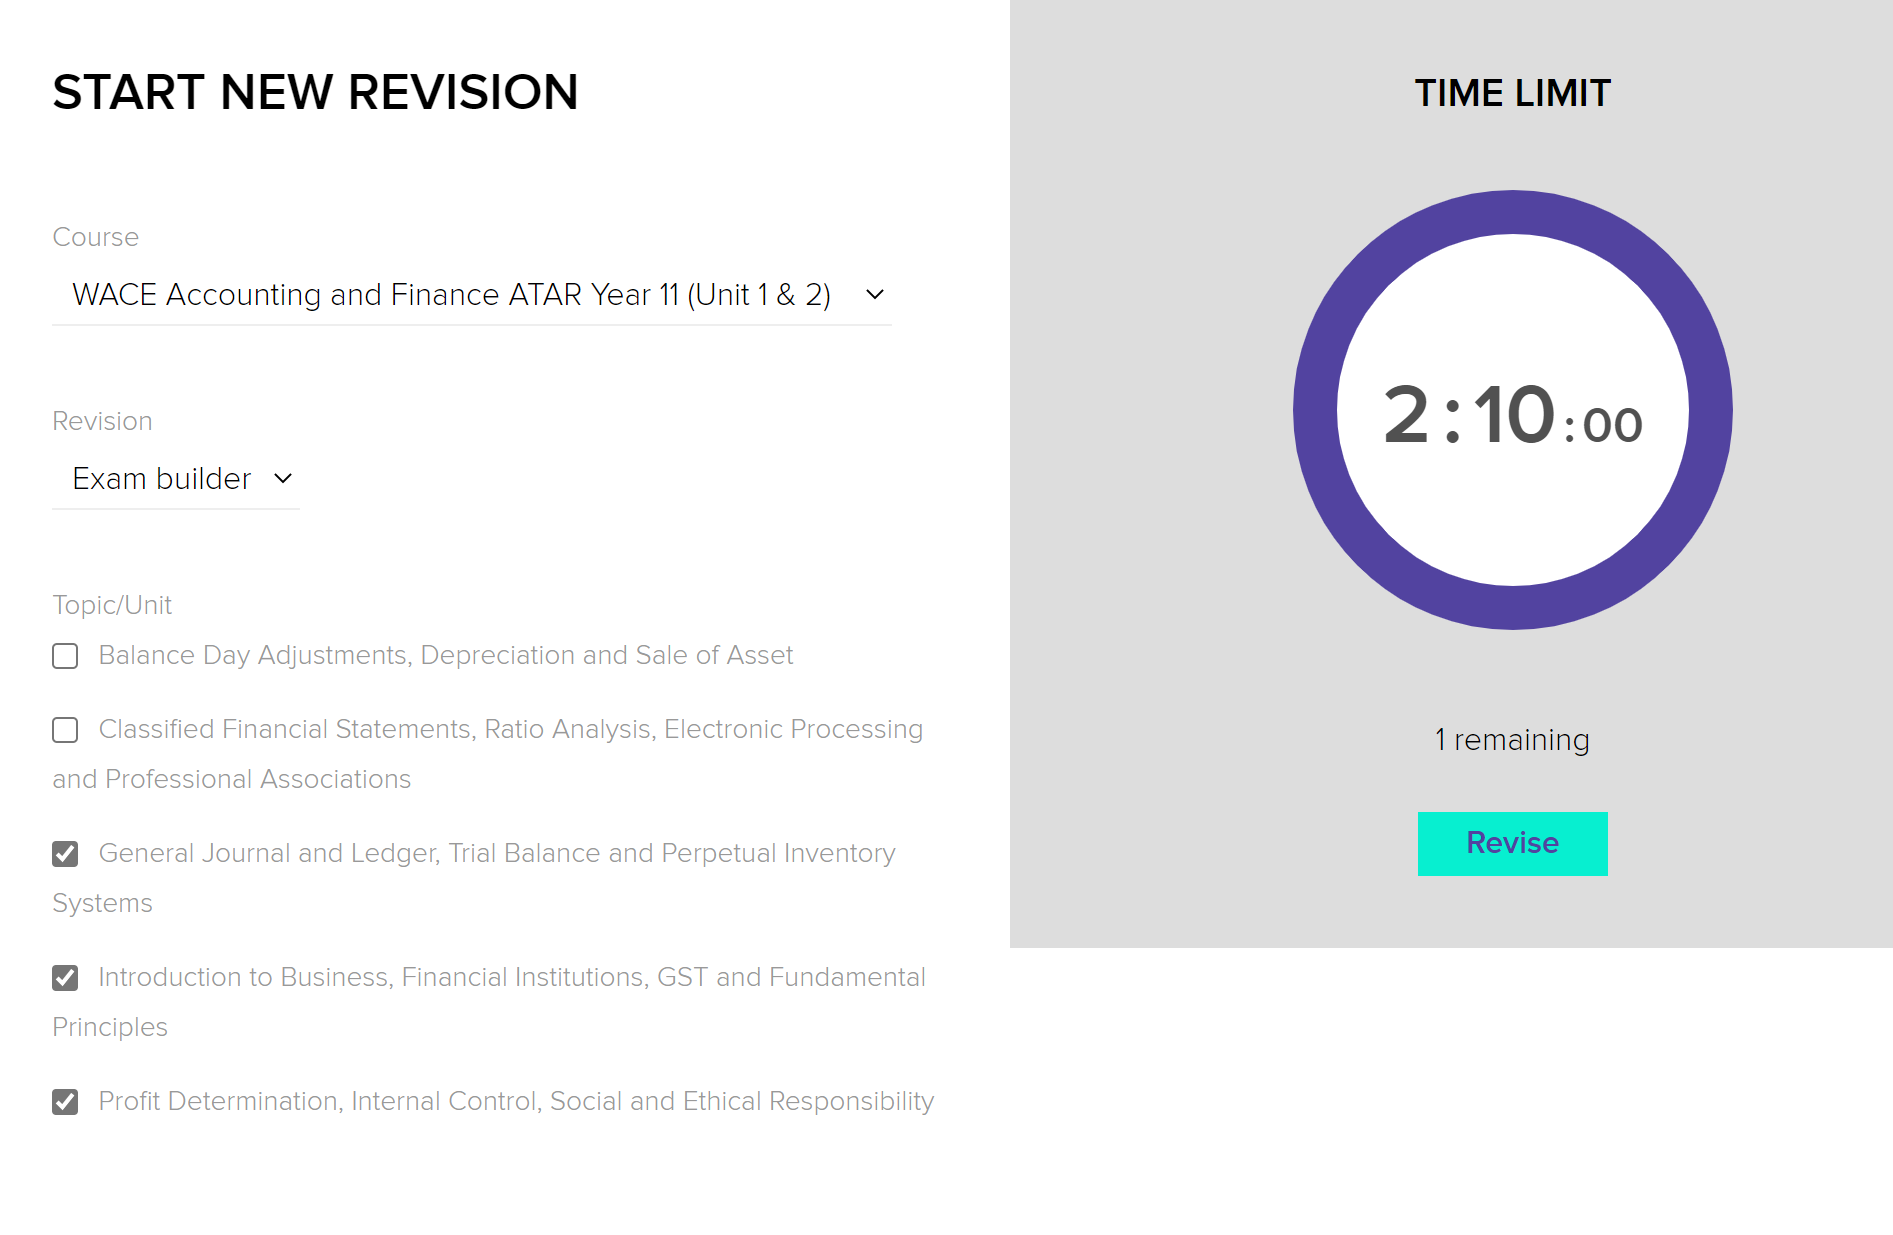 START NEW REVISION
Course
WACE Accounting and Finance ATAR Year 11 (Unit 1 & 2)
Revision
Exam builder
Topic/Unit
Balance Day Adjustments, Depreciation and Sale of Asset
Classified Financial Statements, Ratio Analysis, Electronic Processing
and Professional Associations
General Journal and Ledger, Trial Balance and Perpetual Inventory
Systems
Introduction to Business, Financial Institutions, GST and Fundamental
Principles
Profit Determination, Internal Control, Social and Ethical Responsibility
TIME LIMIT
2:10:00
1 remaining
Revise